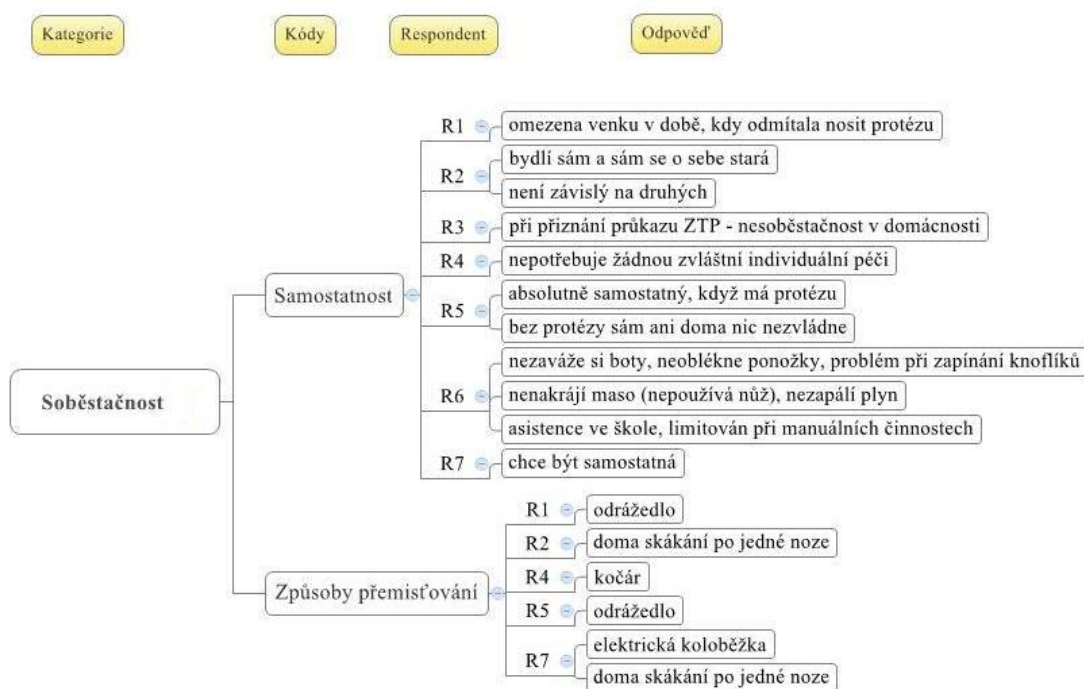 Kategorie
Kódy
Respondent
Odpověď
R1
omezena venku v době, kdy odmítala nosit protézu
R2
bydlí sám a sám se o sebe stará
není závislý na druhých
R3
při přiznání průkazu ZTP - nesoběstačnost v domácnosti
R4
nepotřebuje žádnou zvláštní individuální péči
Samostatnost
R5
absolutně samostatný, když má protézu
bez protézy sám ani doma nic nezvládne
Soběstačnost
R6
nezaváže si boty, neoblékne ponožky, problém při zapínání knoflíků
nenakrájí maso (nepoužívá nůž), nezapálí plyn
asistence ve škole, limitován při manuálních činnostech
R7
chce být samostatná
R1
odrážedlo
R2
doma skákání po jedné noze
Způsoby přemisťování
R4
kočár
R5
odrážedlo
R7
elektrická koloběžka
doma skákání po jedné noze